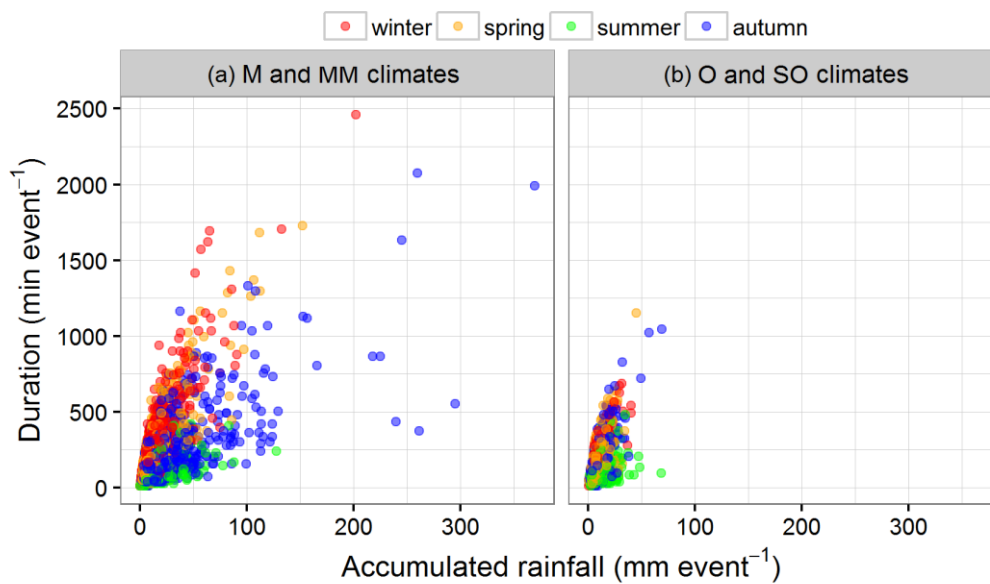 winter spring summer autumn
(a) M and MM climates (b) O and SO climates
2500
2000
1500
1000
500
0
Duration (min event⁻¹)
0 100 200 300 0 100 200 300
Accumulated rainfall (mm event⁻¹)